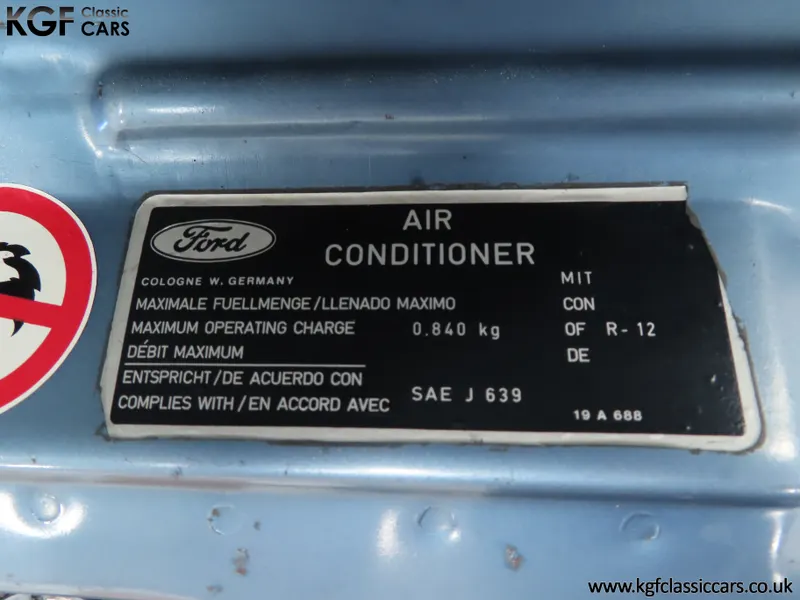 KGF Classic CARS
Ford
AIR
CONDITIONER
COLOGNE W. GERMANY
MIT
MAXIMALE FUELLMENGE/LLENADO MAXIMO
CON
MAXIMUM OPERATING CHARGE 0.840 kg OF R-12
DÉBIT MAXIMUM
DE
ENTSPRICHT/DE ACUERDO CON
COMPLIES WITH/EN ACCORD AVEC SAE J 639
19 A 688
www.kgfclassiccars.co.uk